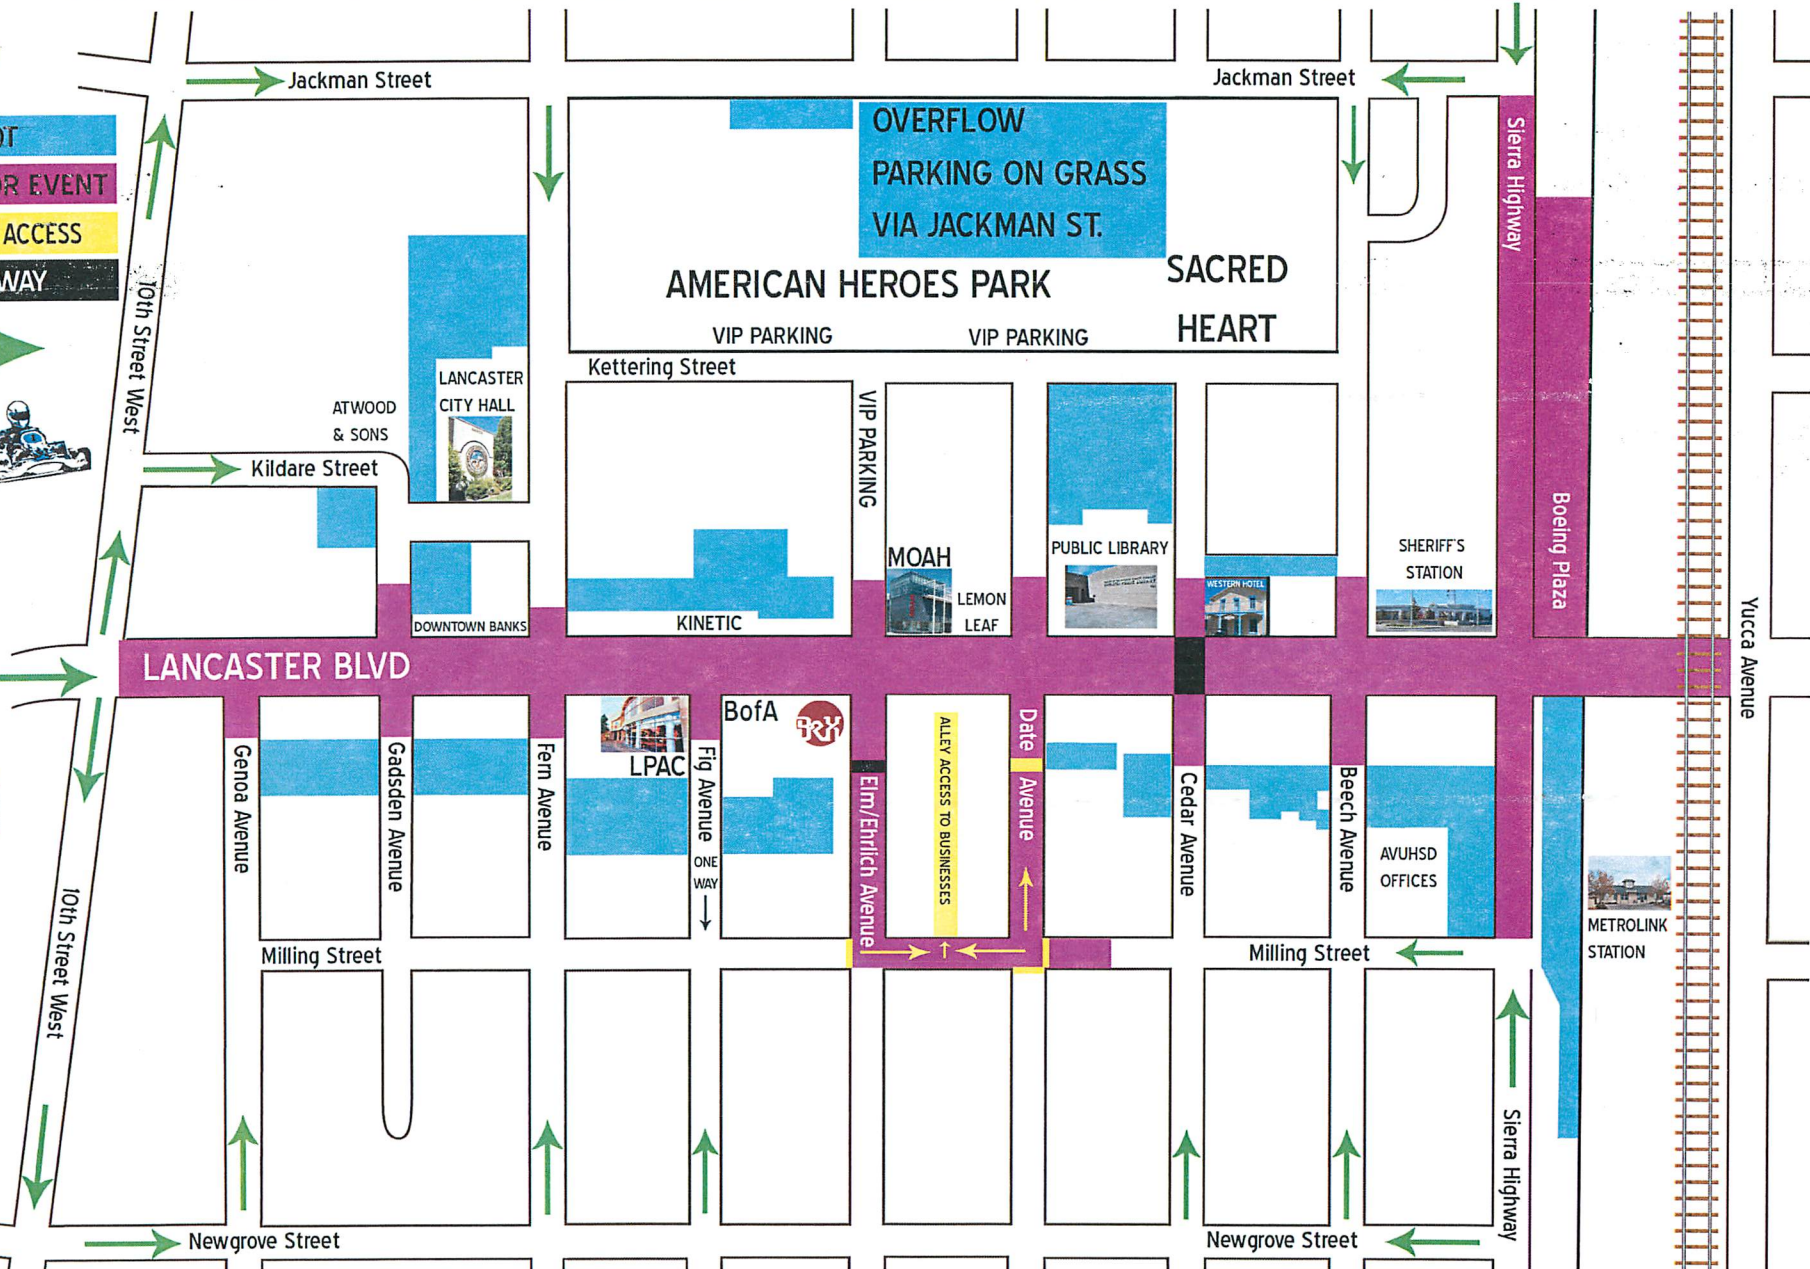 Jackman Street
Jackman Street
OT
OR EVENT
ACCESS
WAY
OVERFLOW
PARKING ON GRASS
VIA JACKMAN ST.
AMERICAN HEROES PARK
SACRED
HEART
VIP PARKING
VIP PARKING
Kettering Street
Sierra Highway
10th Street West
LANCASTER
CITY HALL
ATWOOD
& SONS
Kildare Street
VIP PARKING
DOWNTOWN BANKS
KINETIC
MOAH
LEMON
LEAF
PUBLIC LIBRARY
WESTERN HOTEL
SHERIFF'S
STATION
Boeing Plaza
Yucca Avenue
LANCASTER BLVD
LPAC
BofA
BRX
Genoa Avenue
Gadsden Avenue
Fern Avenue
Fig Avenue
ONE
WAY
Elm/Ehrlich Avenue
ALLEY ACCESS TO BUSINESSES
Date Avenue
Cedar Avenue
Beech Avenue
AVUHSD
OFFICES
METROLINK
STATION
10th Street West
Milling Street
Milling Street
Sierra Highway
Newgrove Street
Newgrove Street